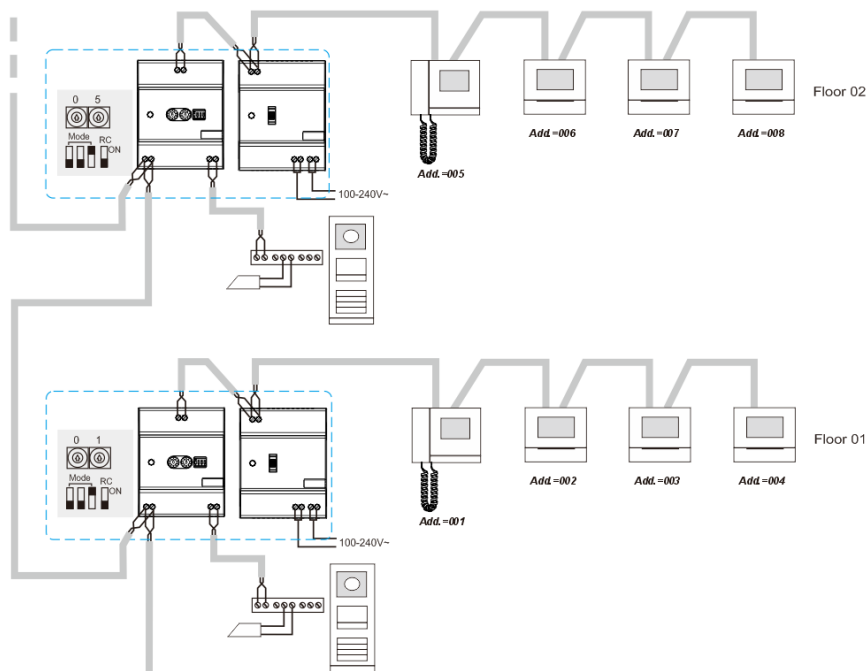 Floor 02
0 5
Mode
RC
ON
Add.=005
Add.=006
Add.=007
Add.=008
100-240V~
Floor 01
0 1
Mode
RC
ON
Add.=001
Add.=002
Add.=003
Add.=004
100-240V~